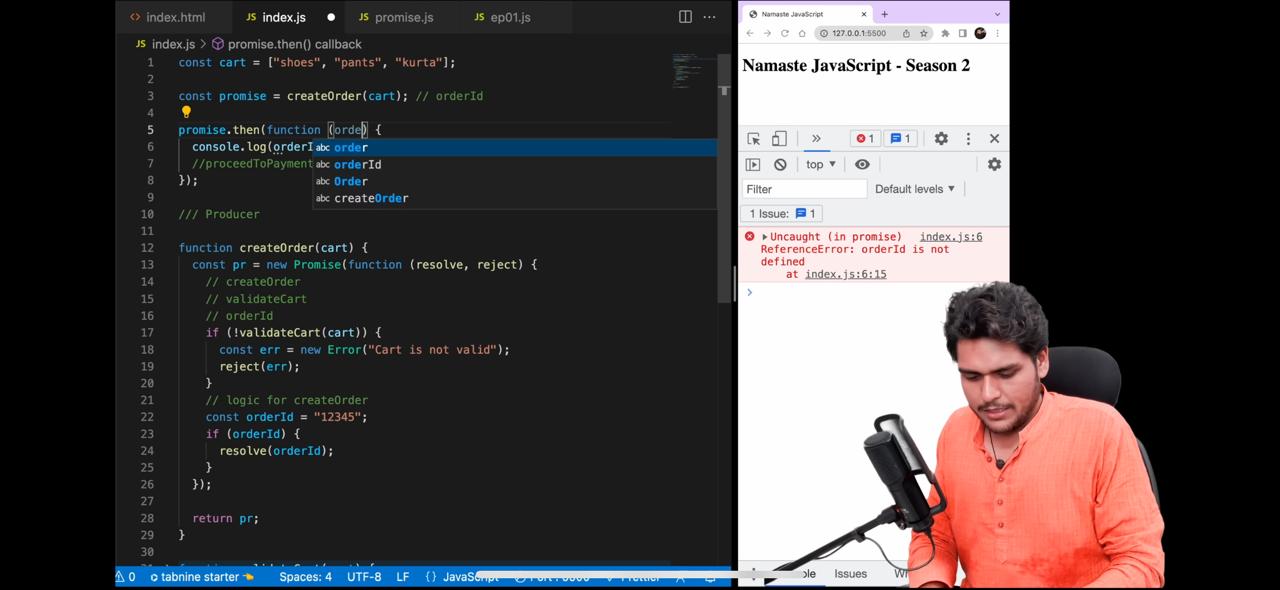 index.html
JS index.js
JS promise.js
JS ep01.js
JS index.js > promise.then() callback
1 const cart = ["shoes", "pants", "kurta"];
2
3 const promise = createOrder(cart); // orderId
4
5 promise.then(function (orde) {
6 console.log(orderI
7 //proceedToPayment
8 });
abc order
abc orderId
abc Order
abc createOrder
9
10 /// Producer
11
12 function createOrder(cart) {
13 const pr = new Promise(function (resolve, reject) {
14 // createOrder
15 // validateCart
16 // orderId
17 if (!validateCart(cart)) {
18 const err = new Error("Cart is not valid");
19 reject(err);
20 }
21 // logic for createOrder
22 const orderId = "12345";
23 if (orderId) {
24 resolve(orderId);
25 }
26 });
27
28 return pr;
29 }
30
0 tabnine starter Spaces: 4 UTF-8 LF {} JavaScript
Namaste JavaScript
127.0.0.1:5500
Namaste JavaScript - Season 2
1 1
top
Filter Default levels
1 Issue: 1
Uncaught (in promise) index.js:6
ReferenceError: orderId is not
defined
at index.js:6:15
Issues